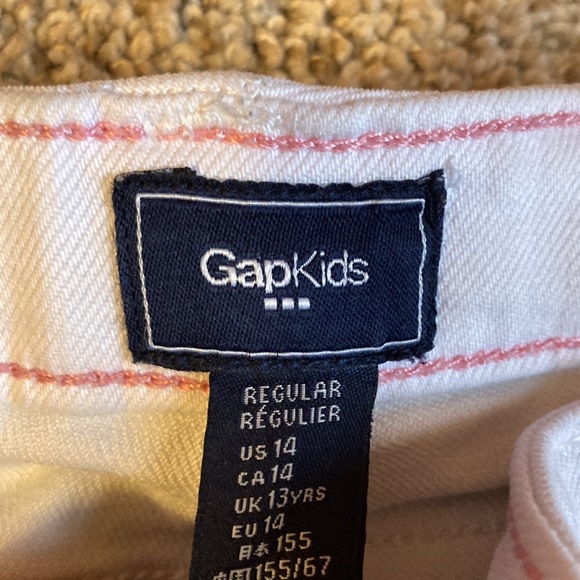 GapKids
REGULAR
RÉGULIER
US 14
CA 14
UK 13YRS
EU 14
日本 155
中国 155/67